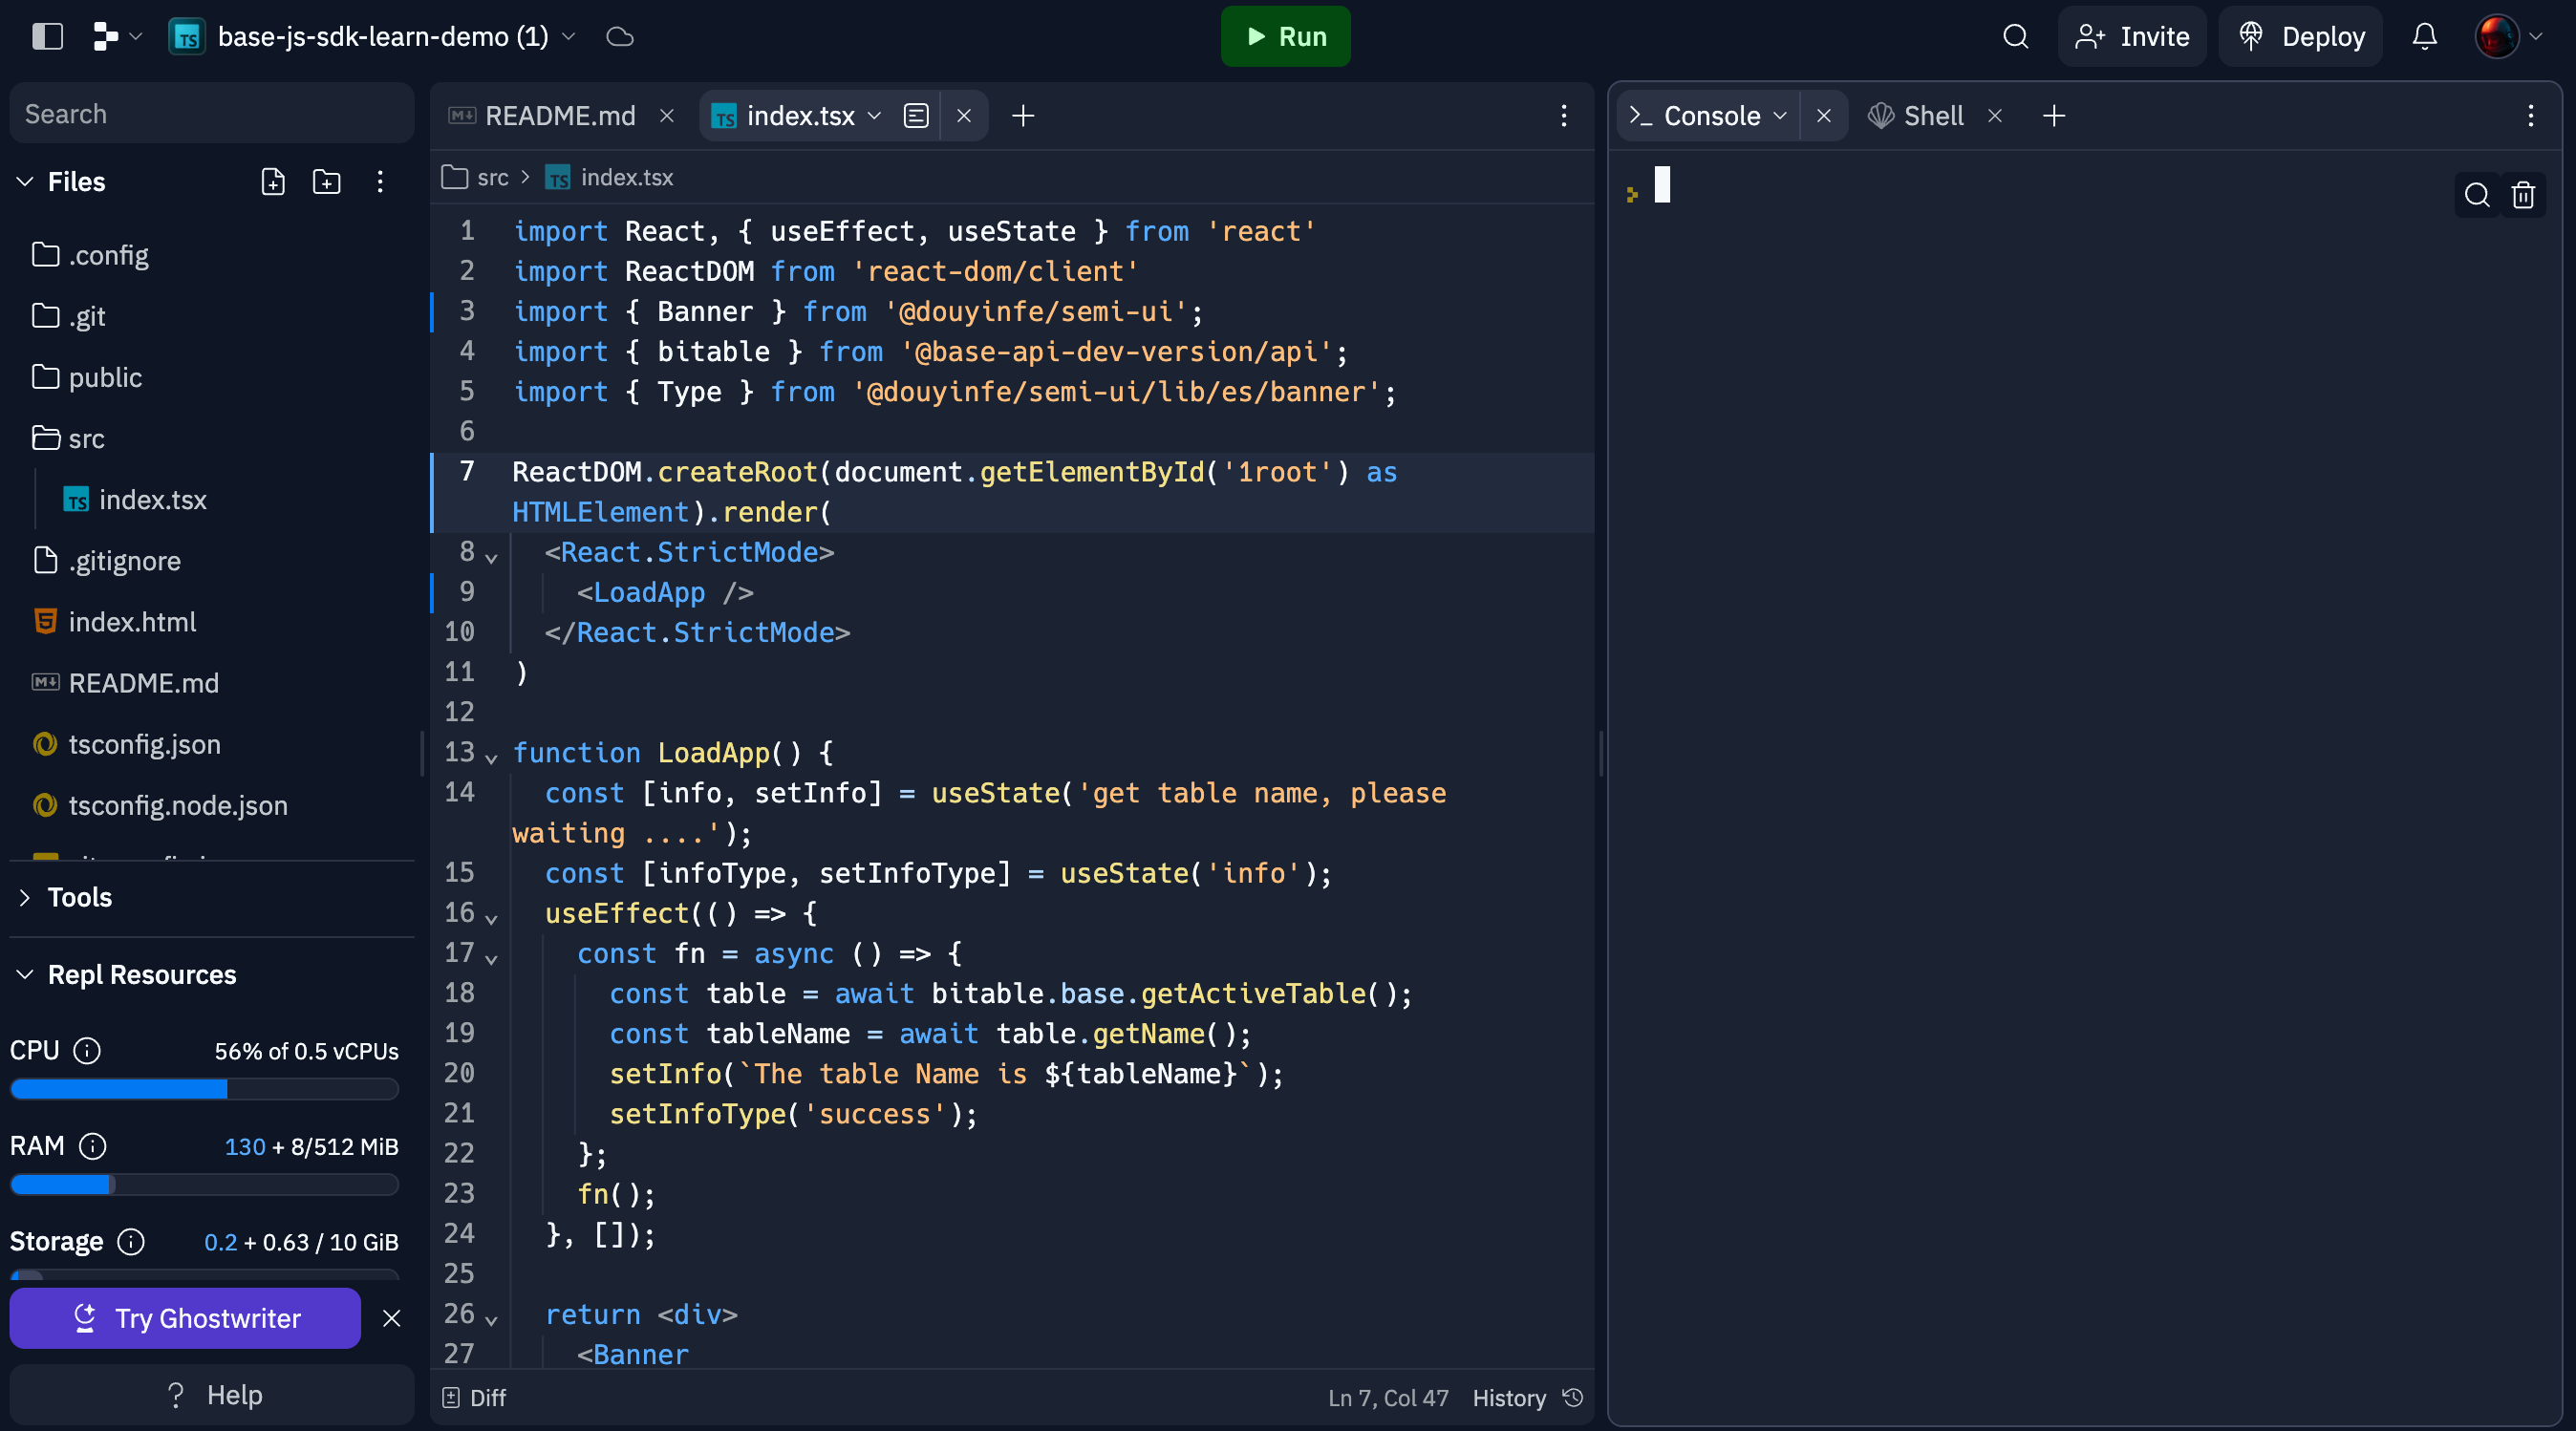 base-js-sdk-learn-demo (1)
Run
Invite
Deploy
Search
Files
.config
.git
public
src
index.tsx
.gitignore
index.html
README.md
tsconfig.json
tsconfig.node.json
Tools
Repl Resources
CPU 56% of 0.5 vCPUs
RAM 130 + 8/512 MiB
Storage 0.2 + 0.63 / 10 GiB
Try Ghostwriter
? Help
README.md
index.tsx
src > index.tsx
1 import React, { useEffect, useState } from 'react'
2 import ReactDOM from 'react-dom/client'
3 import { Banner } from '@douyinfe/semi-ui';
4 import { bitable } from '@base-api-dev-version/api';
5 import { Type } from '@douyinfe/semi-ui/lib/es/banner';
6
7 ReactDOM.createRoot(document.getElementById('1root') as
HTMLElement).render(
8 <React.StrictMode>
9 <LoadApp />
10 </React.StrictMode>
11 )
12
13 function LoadApp() {
14 const [info, setInfo] = useState('get table name, please
waiting ....');
15 const [infoType, setInfoType] = useState('info');
16 useEffect(() => {
17 const fn = async () => {
18 const table = await bitable.base.getActiveTable();
19 const tableName = await table.getName();
20 setInfo(`The table Name is ${tableName}`);
21 setInfoType('success');
22 };
23 fn();
24 }, []);
25
26 return <div>
27 <Banner
Diff
Ln 7, Col 47 History
Console
Shell